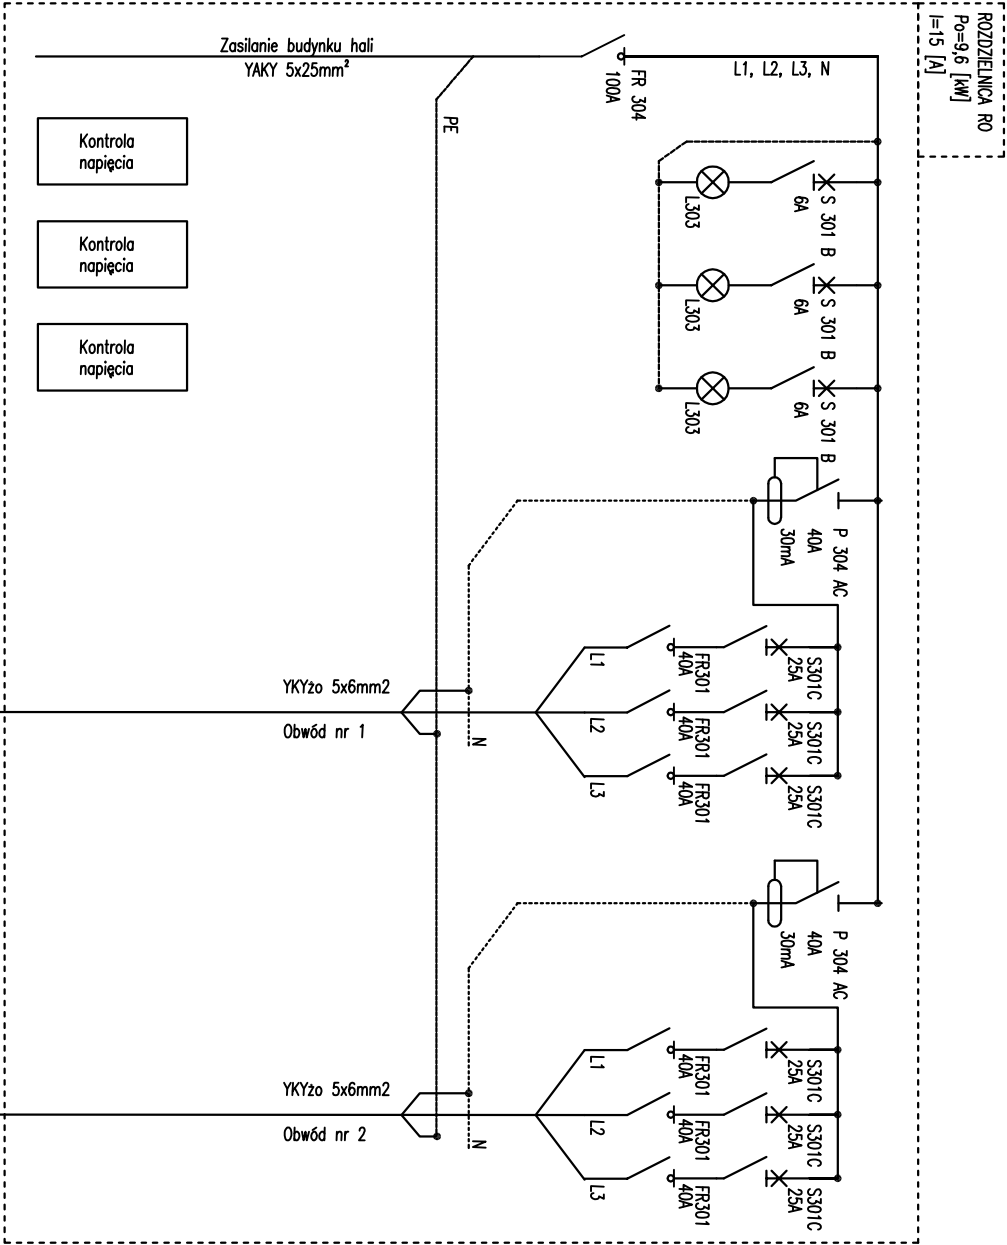 ROZDZIELNICA RO
Po=9,6 [kW]
I=15 [A]
Zasilanie budynku hali
YAKY 5x25mm²
FR 304
100A
L1, L2, L3, N
PE
Kontrola
napięcia
Kontrola
napięcia
Kontrola
napięcia
S 301 B
6A
L303
S 301 B
6A
L303
S 301 B
6A
L303
P 304 AC
40A
30mA
S301C
25A
FR301
40A
L1
S301C
25A
FR301
40A
L2
S301C
25A
FR301
40A
L3
N
YKYżo 5x6mm2
Obwód nr 1
P 304 AC
40A
30mA
S301C
25A
FR301
40A
L1
S301C
25A
FR301
40A
L2
S301C
25A
FR301
40A
L3
N
YKYżo 5x6mm2
Obwód nr 2